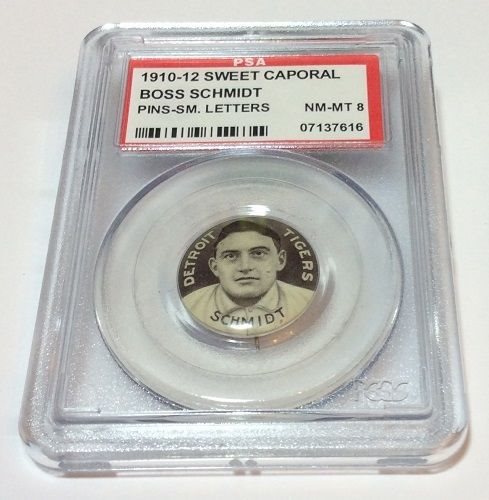 PSA
1910-12 SWEET CAPORAL
BOSS SCHMIDT
PINS-SM. LETTERS NM-MT 8
07137616
DETROIT TIGERS
SCHMIDT